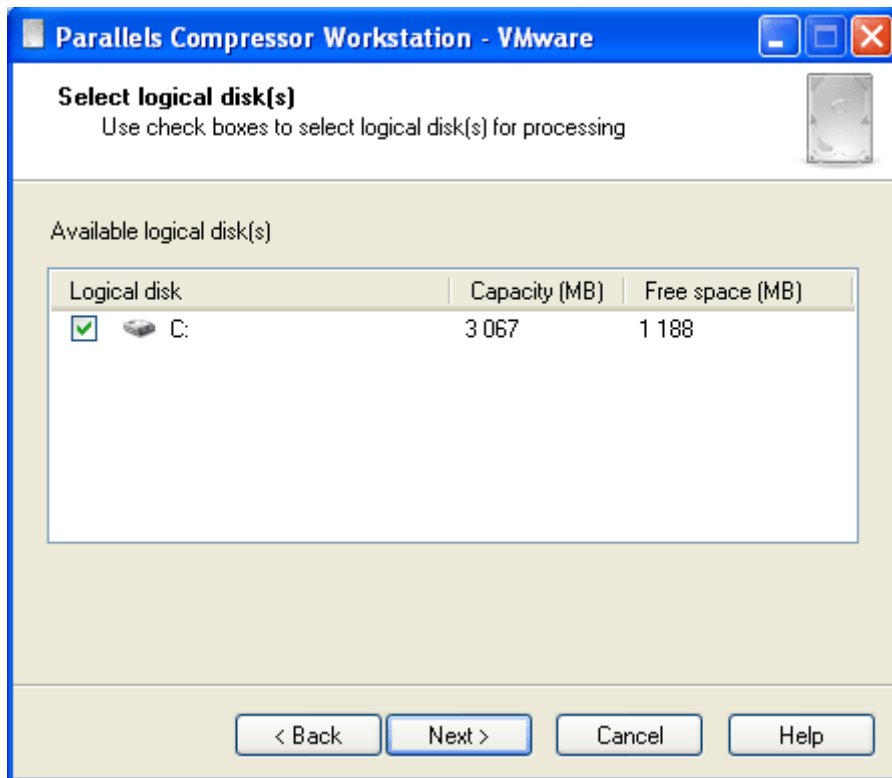 Parallels Compressor Workstation - VMware
Select logical disk(s)
Use check boxes to select logical disk(s) for processing
Available logical disk(s)
Logical disk Capacity (MB) Free space (MB)
C: 3 067 1 188
< Back Next > Cancel Help